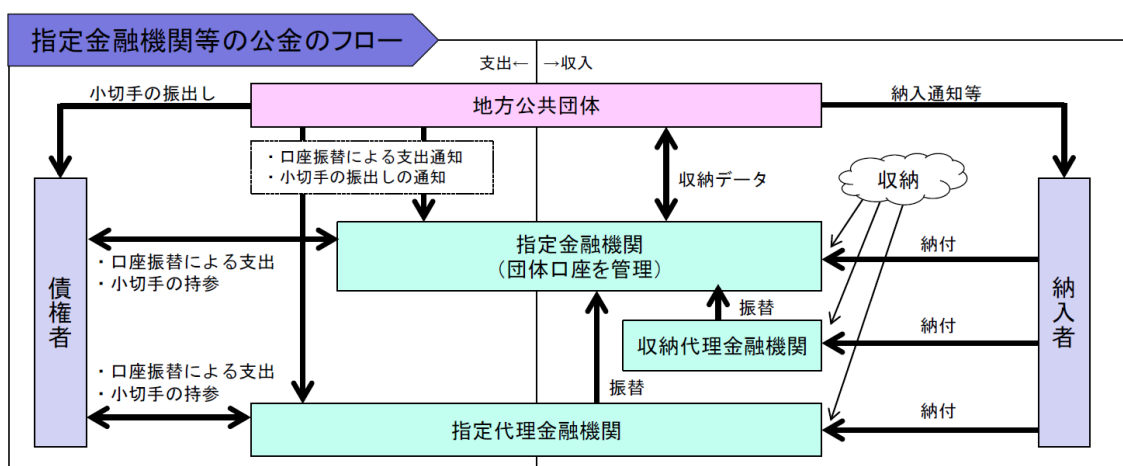 指定金融機関等の公金のフロー
支出← →収入
小切手の振出し
地方公共団体
納入通知等
・口座振替による支出通知
・小切手の振出しの通知
収納データ
収納
指定金融機関
(団体口座を管理)
納付
・口座振替による支出
・小切手の持参
債権者
納入者
振替
収納代理金融機関
納付
・口座振替による支出
・小切手の持参
振替
納付
指定代理金融機関